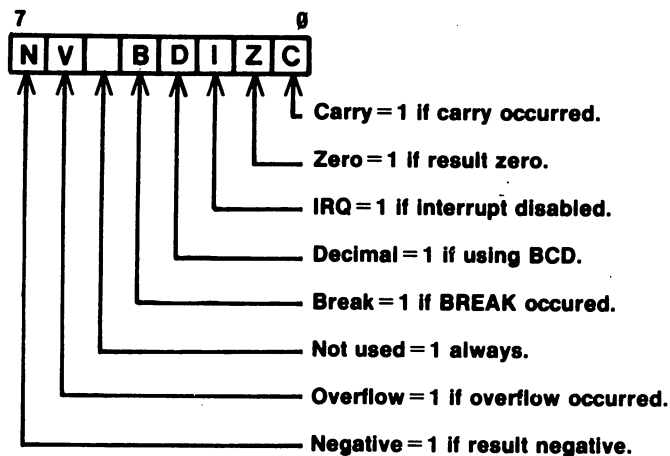 7 0
N V B D I Z C
Carry=1 if carry occurred.
Zero=1 if result zero.
IRQ=1 if interrupt disabled.
Decimal=1 if using BCD.
Break=1 if BREAK occured.
Not used=1 always.
Overflow=1 if overflow occurred.
Negative=1 if result negative.